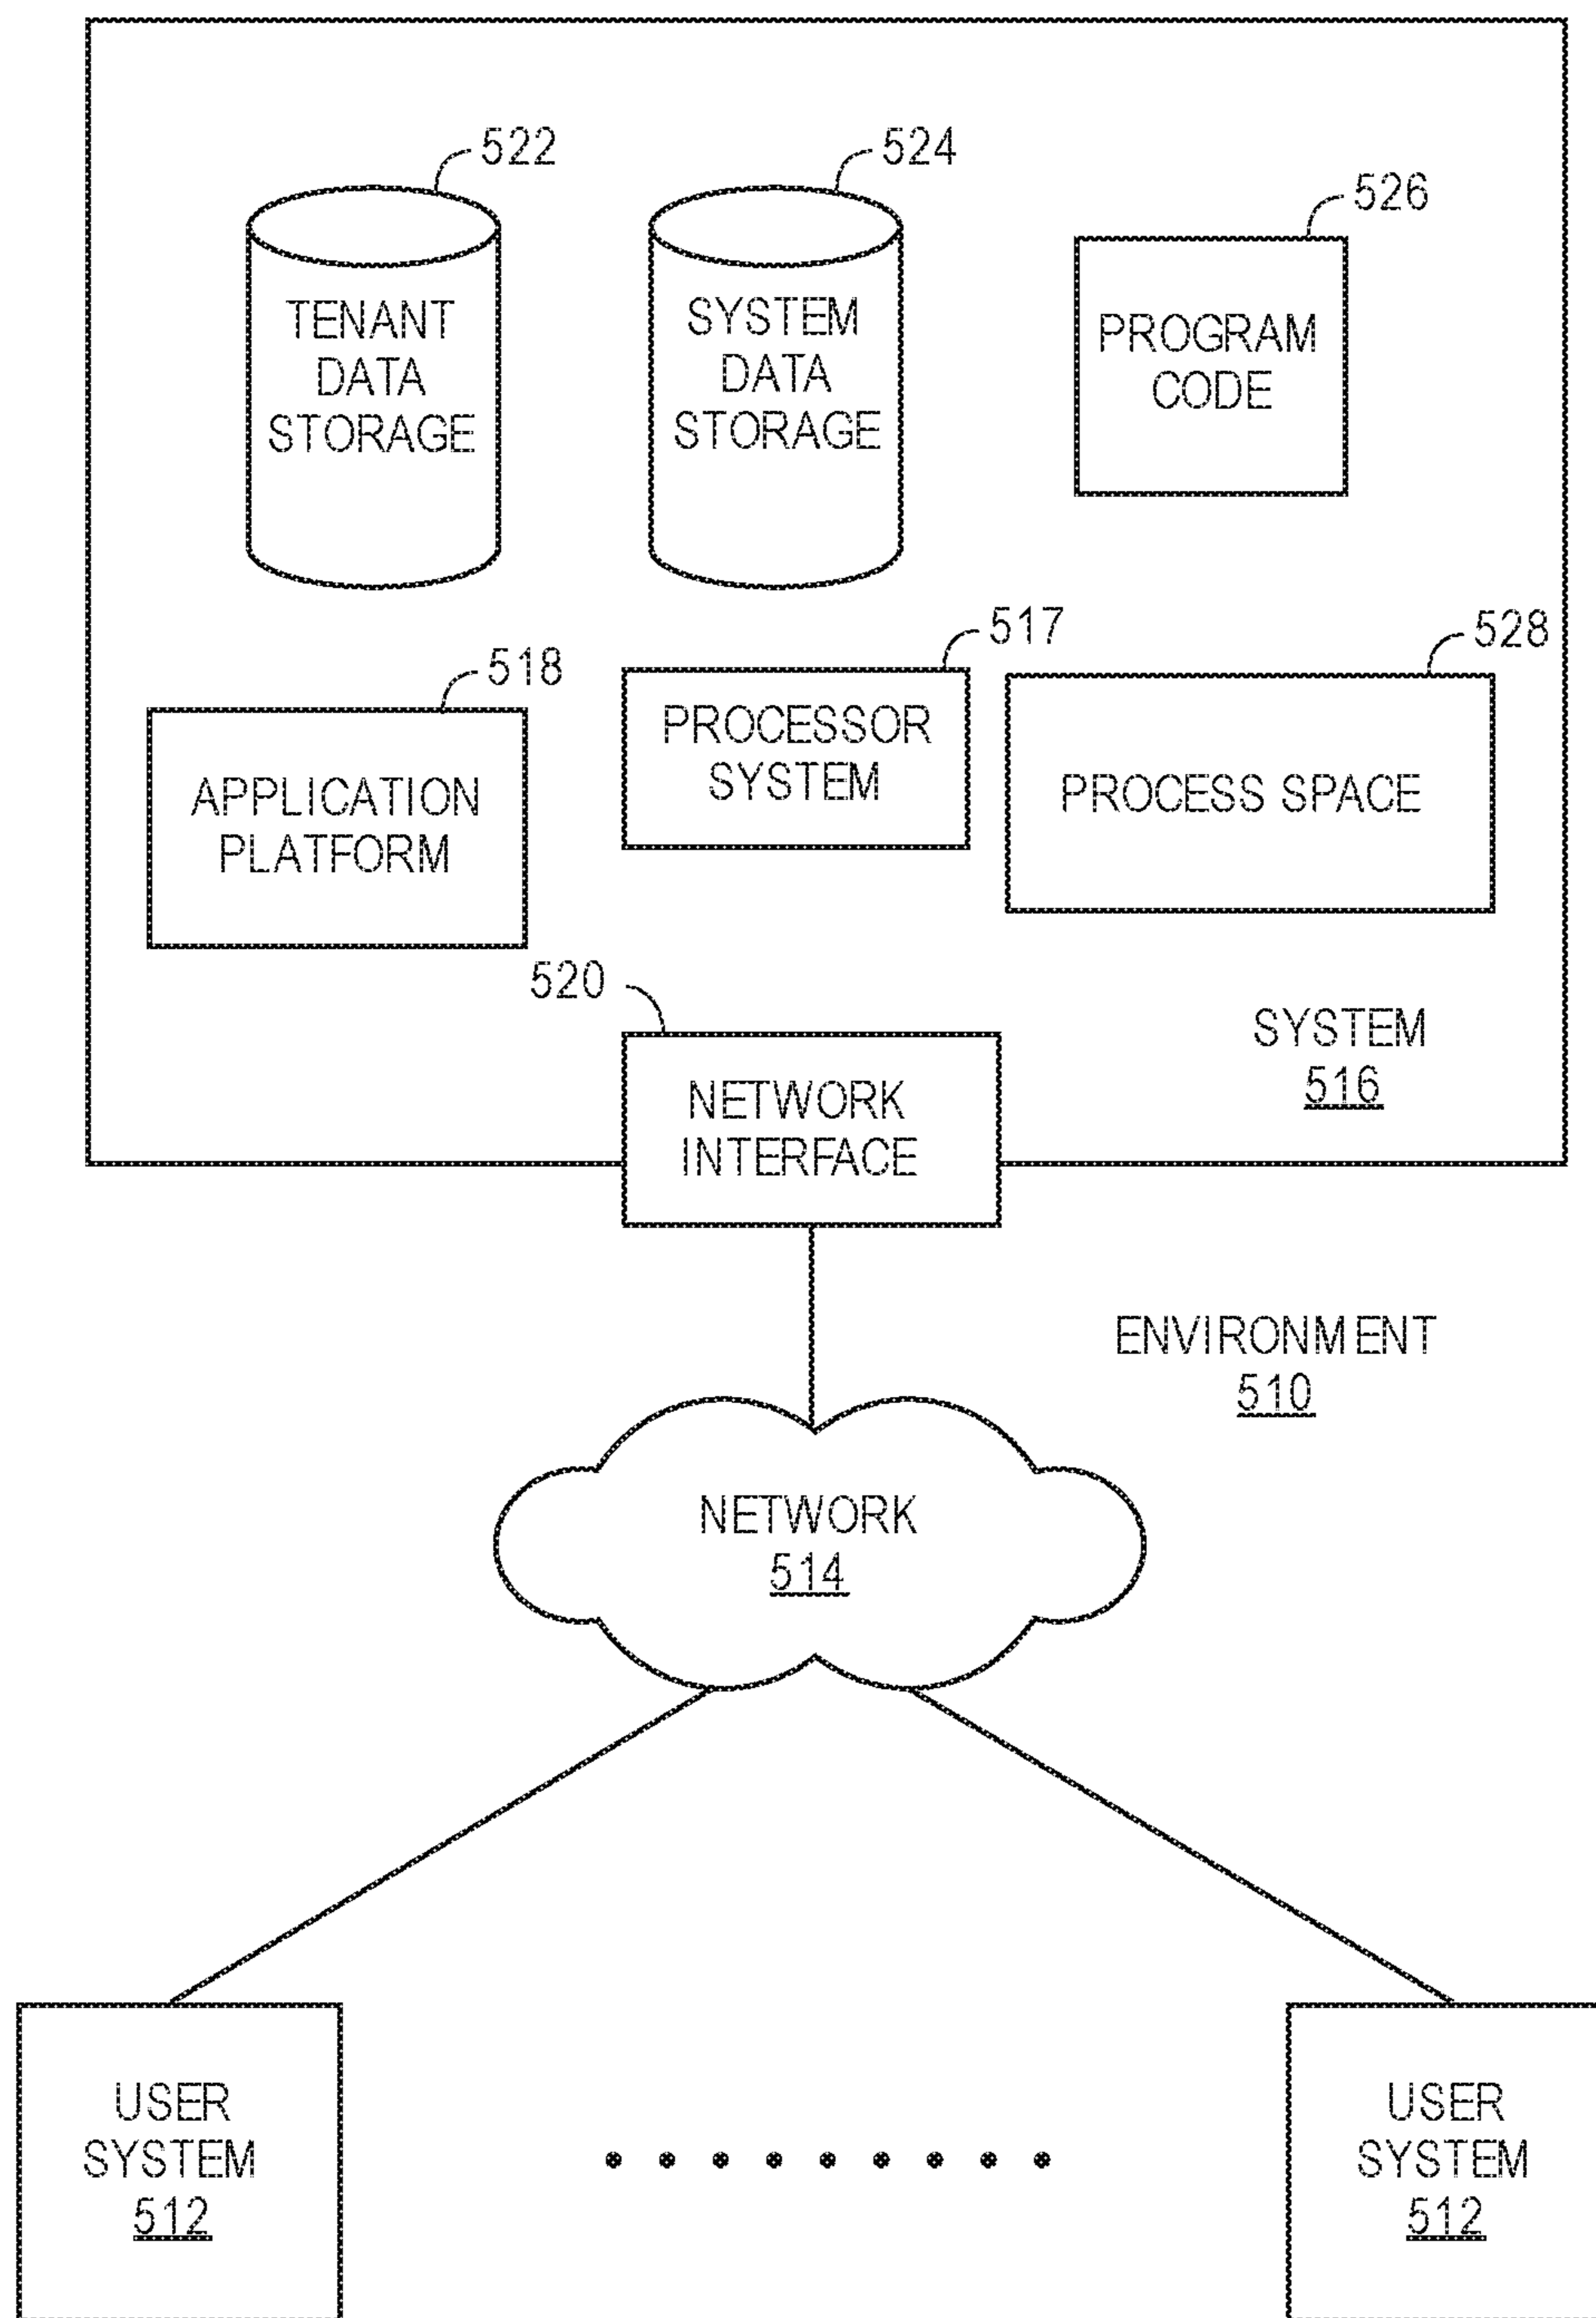 522
524
526
TENANT
DATA
STORAGE
SYSTEM
DATA
STORAGE
PROGRAM
CODE
518
517
528
APPLICATION
PLATFORM
PROCESSOR
SYSTEM
PROCESS SPACE
520
NETWORK
INTERFACE
SYSTEM
516
ENVIRONMENT
510
NETWORK
514
USER
SYSTEM
512
USER
SYSTEM
512